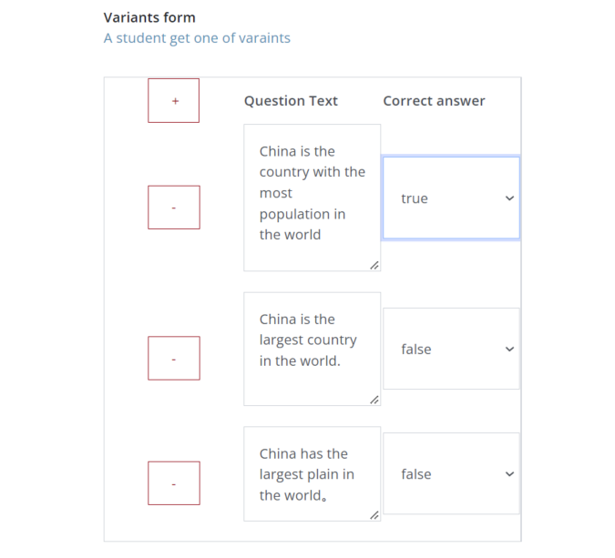 Variants form
A student get one of varaints
+ Question Text Correct answer
China is the
country with the
most
population in
the world
- true
China is the
largest country
in the world.
- false
China has the
largest plain in
the world。
- false